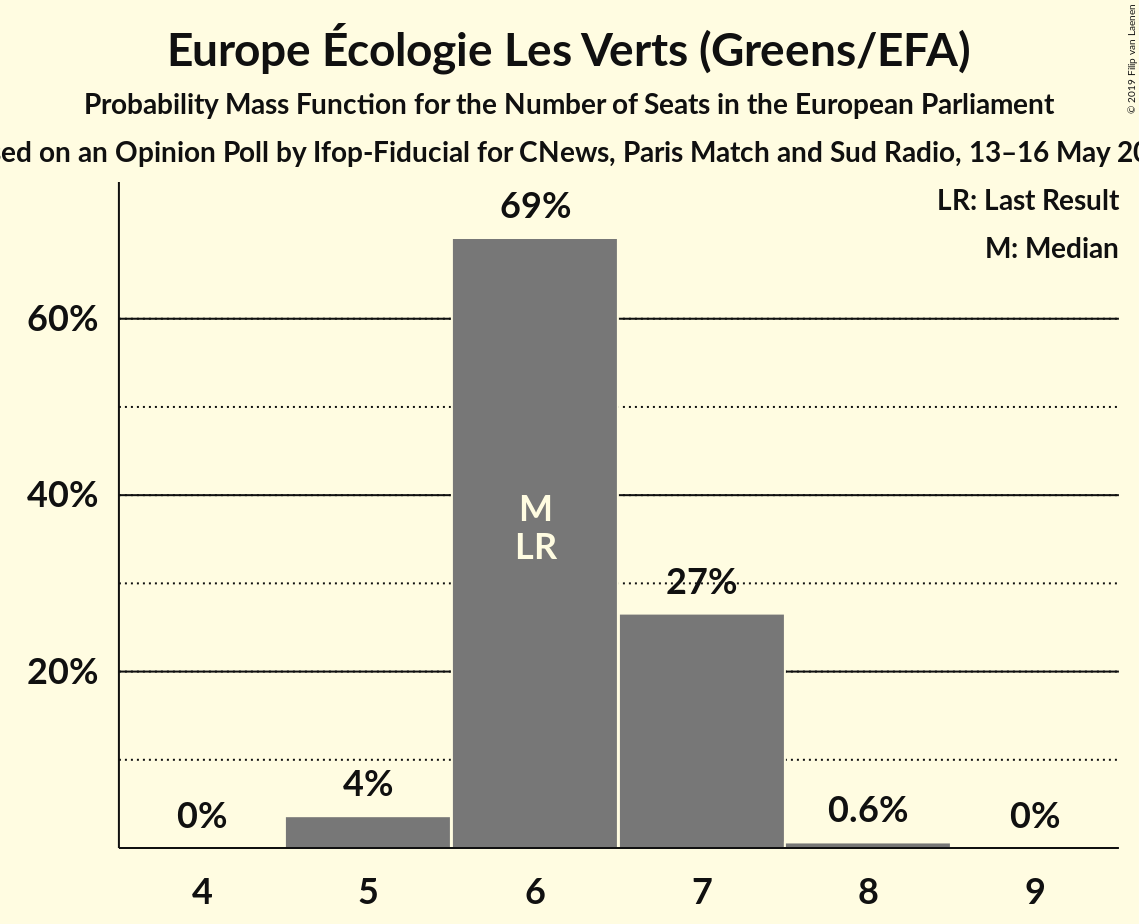 Europe Écologie Les Verts (Greens/EFA)
Probability Mass Function for the Number of Seats in the European Parliament
on an Opinion Poll by Ifop-Fiducial for CNews, Paris Match and Sud Radio, 13–16 May
© 2019 Filip van Laenen
LR: Last Result
M: Median
69%
60%
40%
M
LR
27%
20%
4%
0%
0.6%
0%
4 5 6 7 8 9